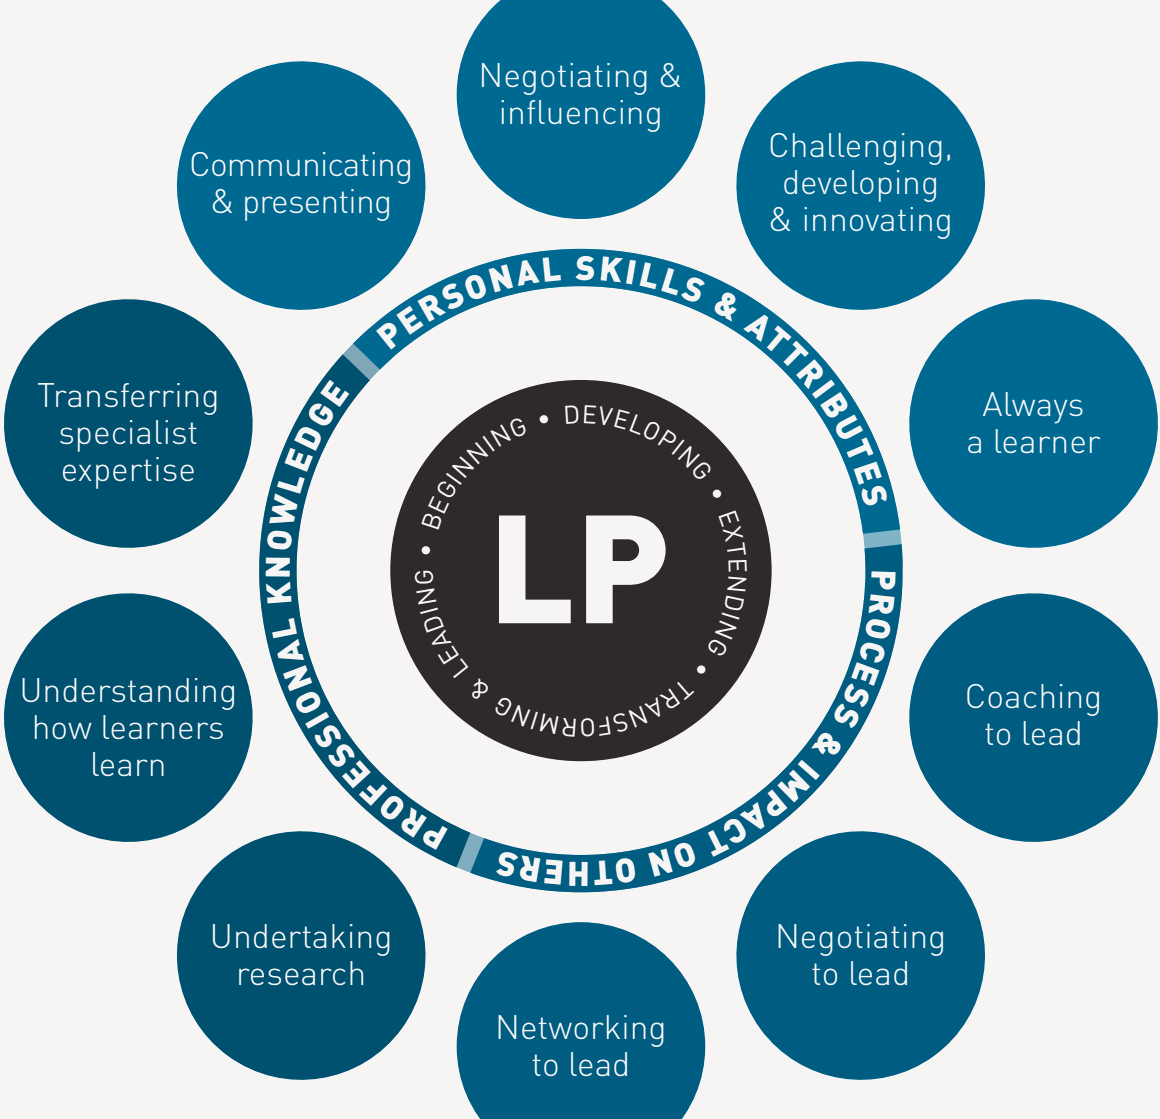 Negotiating &
influencing
Challenging,
developing
& innovating
Always
a learner
Coaching
to lead
Negotiating
to lead
Networking
to lead
Undertaking
research
Understanding
how learners
learn
Transferring
specialist
expertise
Communicating
& presenting
PERSONAL SKILLS & ATTRIBUTES
PROCESS & IMPACT ON OTHERS
PROFESSIONAL KNOWLEDGE
BEGINNING • DEVELOPING • EXTENDING • TRANSFORMING & LEADING •
LP